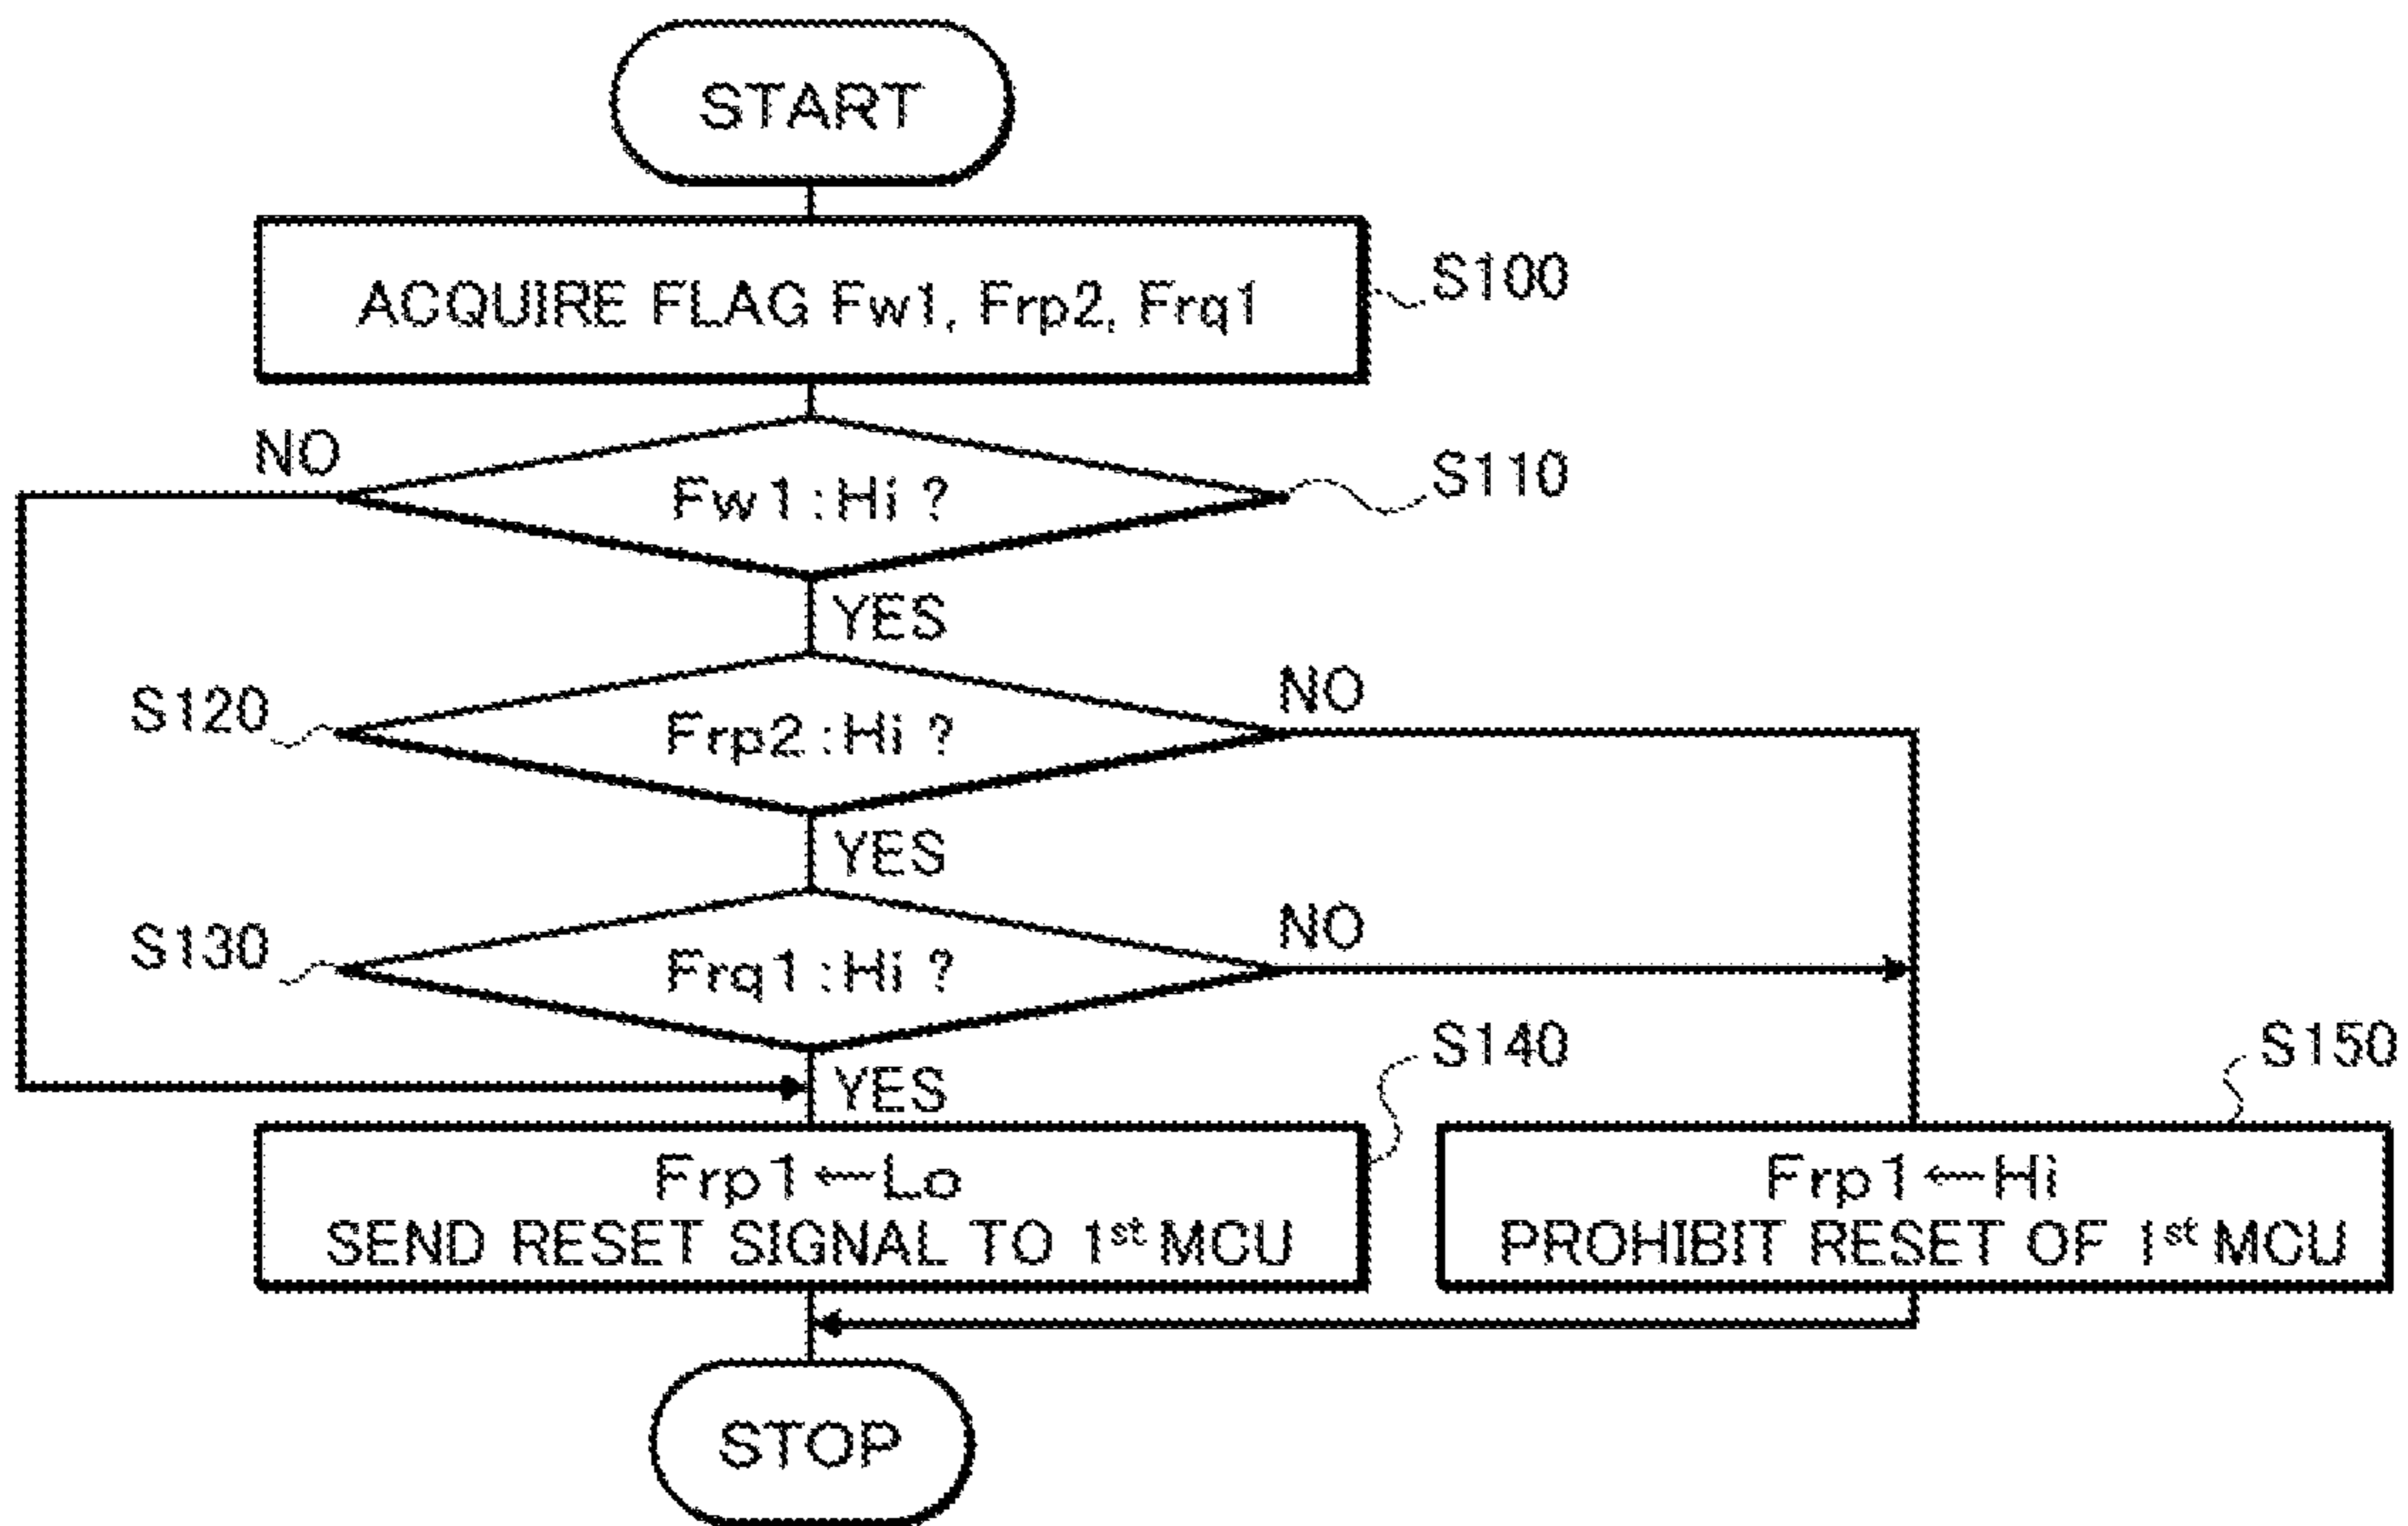 START
ACQUIRE FLAG Fw1, Frp2, Frq1
S100
NO
Fw1:Hi ?
S110
YES
S120
Frp2:Hi ?
NO
YES
S130
Frq1:Hi ?
NO
YES
S140
S150
Frp1←Lo
SEND RESET SIGNAL TO 1st MCU
Frp1←Hi
PROHIBIT RESET OF 1st MCU
STOP